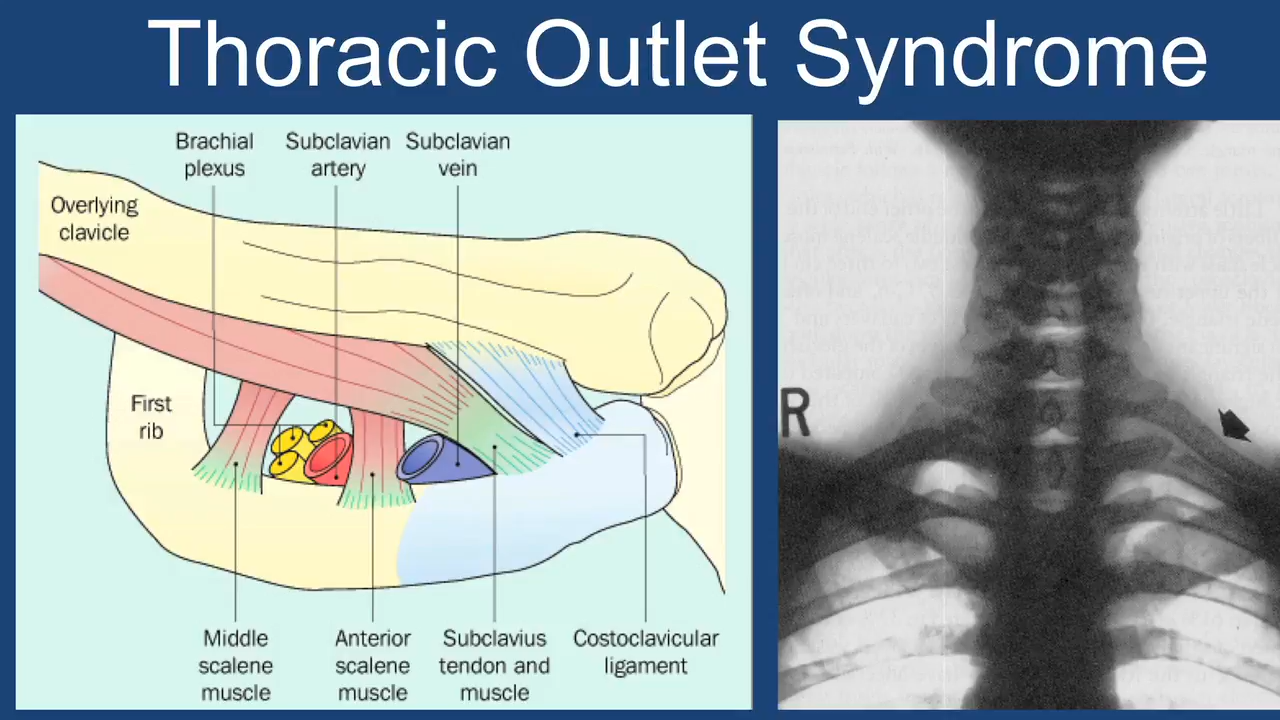 Thoracic Outlet Syndrome
Brachial
plexus
Subclavian
artery
Subclavian
vein
Overlying
clavicle
First
rib
Middle
scalene
muscle
Anterior
scalene
muscle
Subclavius
tendon and
muscle
Costoclavicular
ligament
R